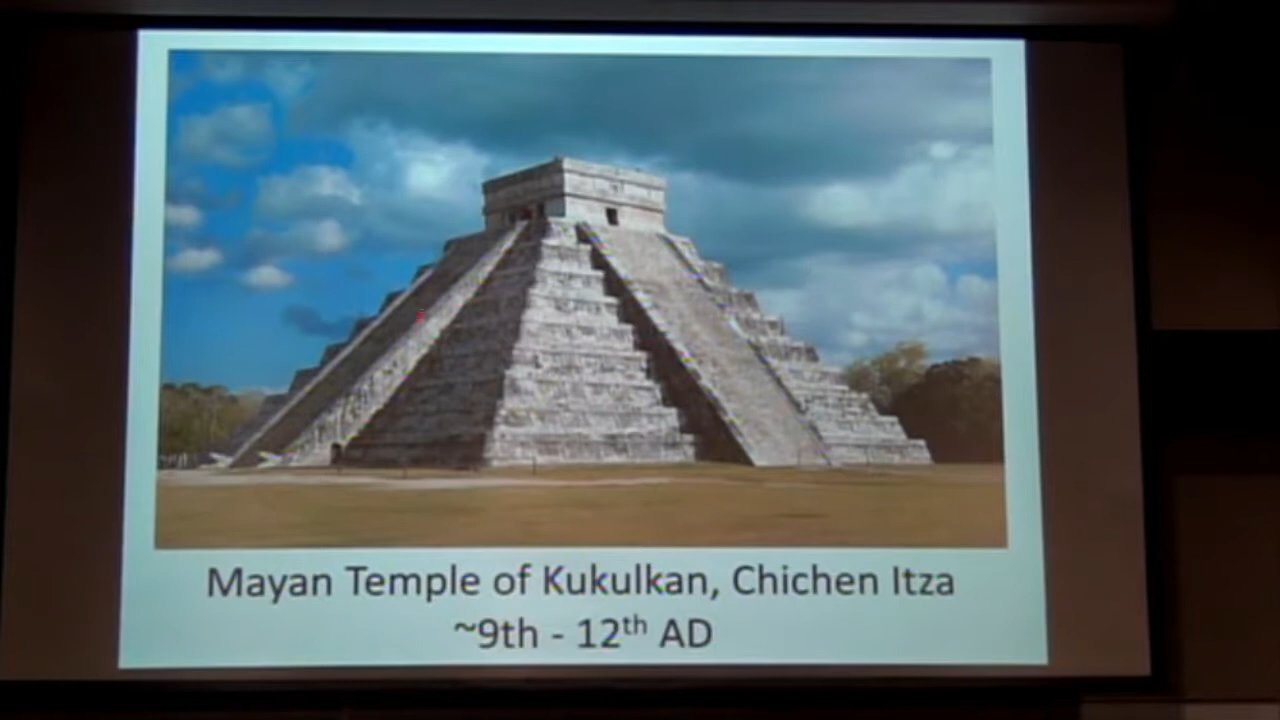 Mayan Temple of Kukulkan, Chichen Itza
~9th - 12th AD